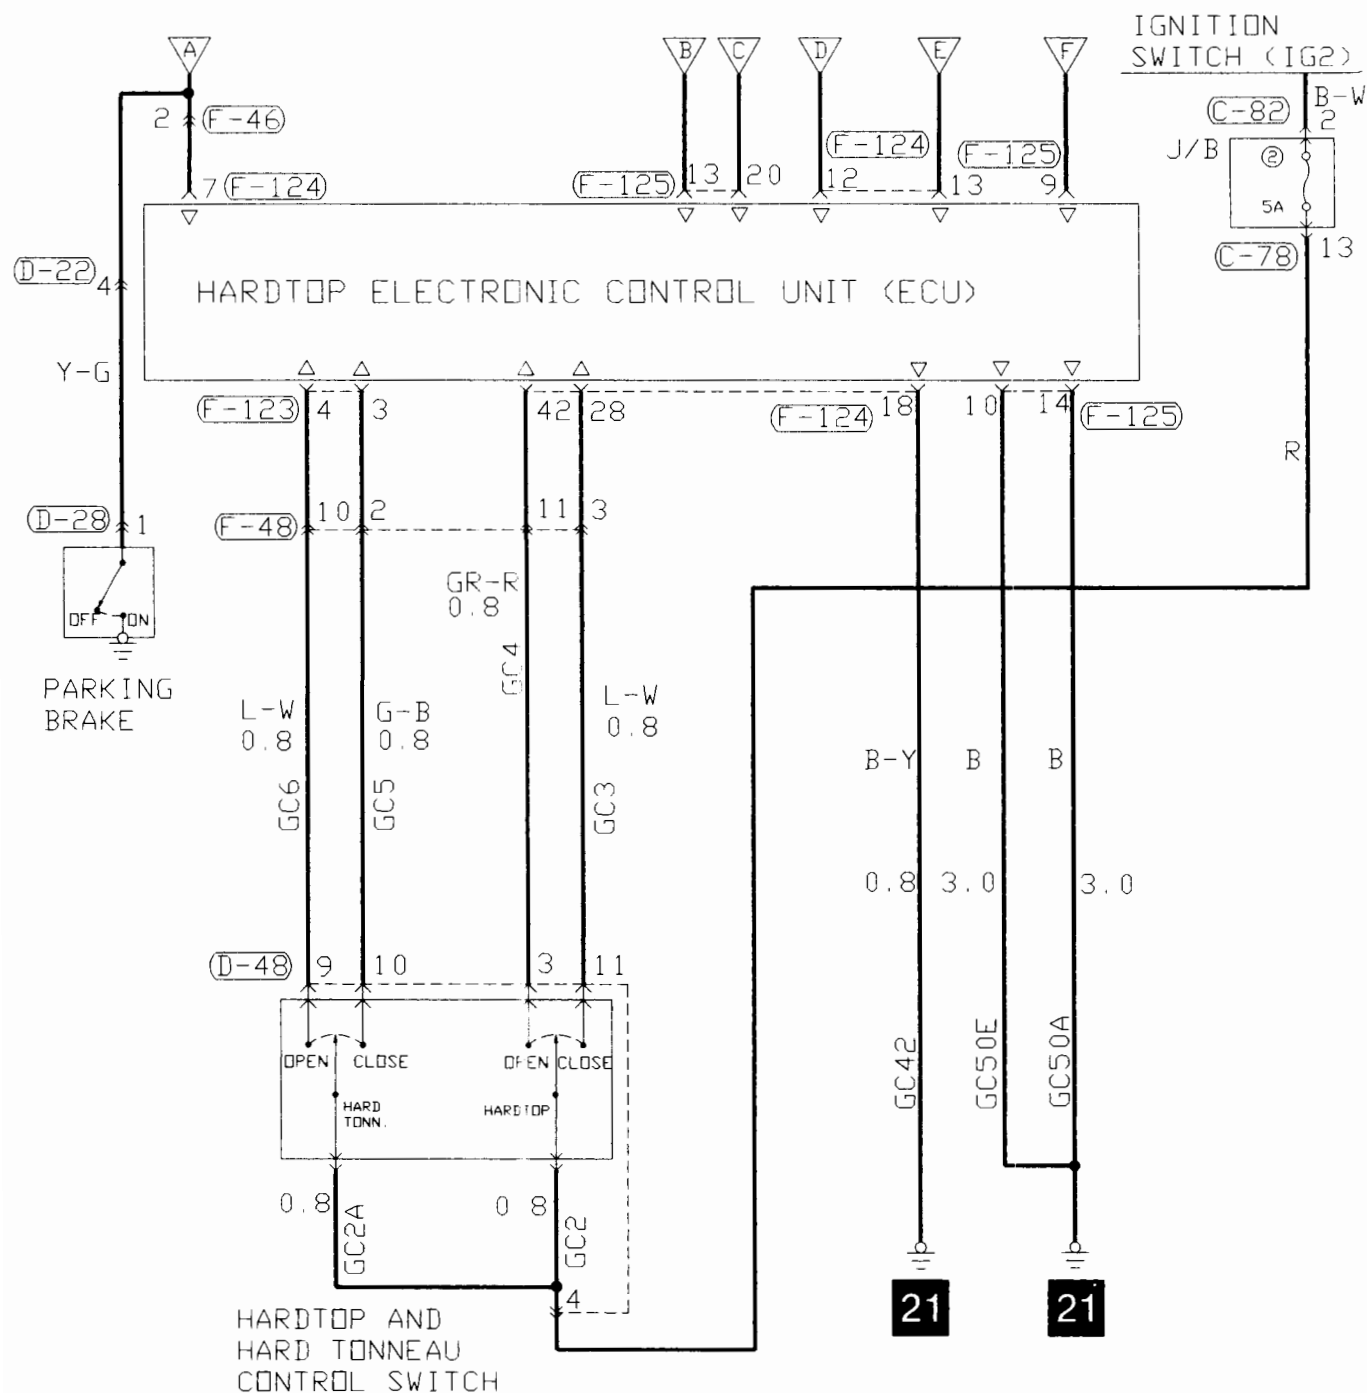 IGNITION
SWITCH (IG2)
A
B
C
D
E
F
B-W
C-82
2
2
F-46
J/B
2
5A
F-124
F-125
7
F-124
F-125
13
20
12
13
9
C-78
13
D-22
4
HARDTOP ELECTRONIC CONTROL UNIT (ECU)
Y-G
F-123
4
3
42
28
F-124
18
10
14
F-125
R
D-28
1
F-48
10
2
11
3
OFF
ON
GR-R
0.8
GC4
PARKING
BRAKE
L-W
0.8
G-B
0.8
L-W
0.8
GC6
GC5
GC3
B-Y
B
B
0.8
3.0
3.0
D-48
9
10
3
11
OPEN
CLOSE
OPEN
CLOSE
HARD
TONN.
HARDTOP
GC42
GC50E
GC50A
0.8
GC2A
0 8
GC2
4
21
21
HARDTOP AND
HARD TONNEAU
CONTROL SWITCH